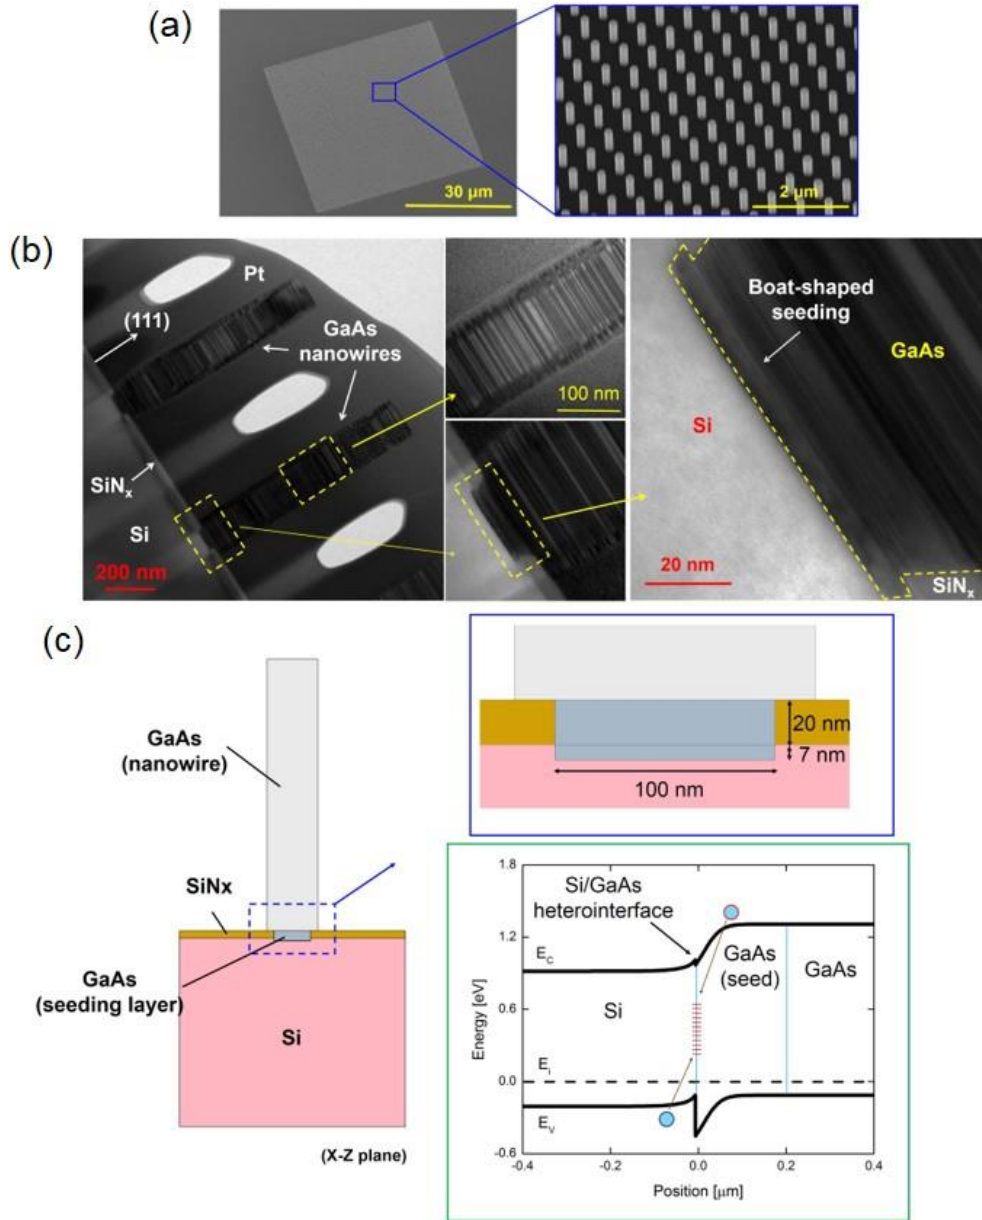 (a)
30 µm
2 µm
(b)
Pt
(111)
GaAs
nanowires
SiNx
Si
200 nm
100 nm
Boat-shaped
seeding
GaAs
Si
20 nm
SiNx
(c)
GaAs
(nanowire)
SiNx
GaAs
(seeding layer)
Si
(X-Z plane)
20 nm
7 nm
100 nm
1.8
1.2
0.6
0.0
-0.6
Energy [eV]
Si/GaAs
heterointerface
EC
GaAs
(seed)
GaAs
Si
Ei
EV
-0.4
-0.2
0.0
0.2
0.4
Position [µm]